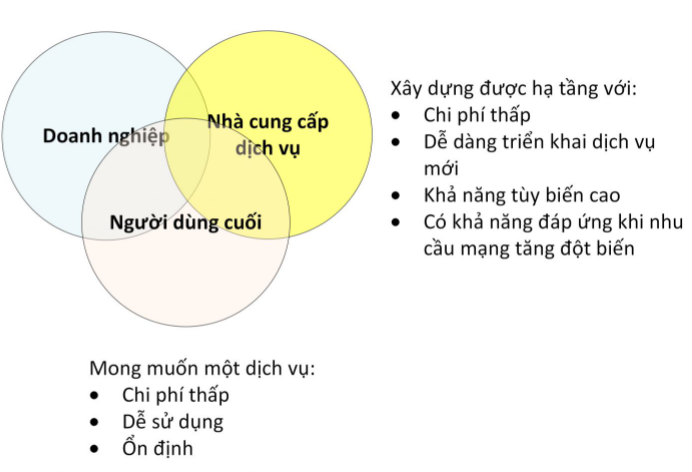 Doanh nghiệp
Nhà cung cấp
dịch vụ
Người dùng cuối
Xây dựng được hạ tầng với:
• Chi phí thấp
• Dễ dàng triển khai dịch vụ
mới
• Khả năng tùy biến cao
• Có khả năng đáp ứng khi nhu
cầu mạng tăng đột biến
Mong muốn một dịch vụ:
• Chi phí thấp
• Dễ sử dụng
• Ổn định